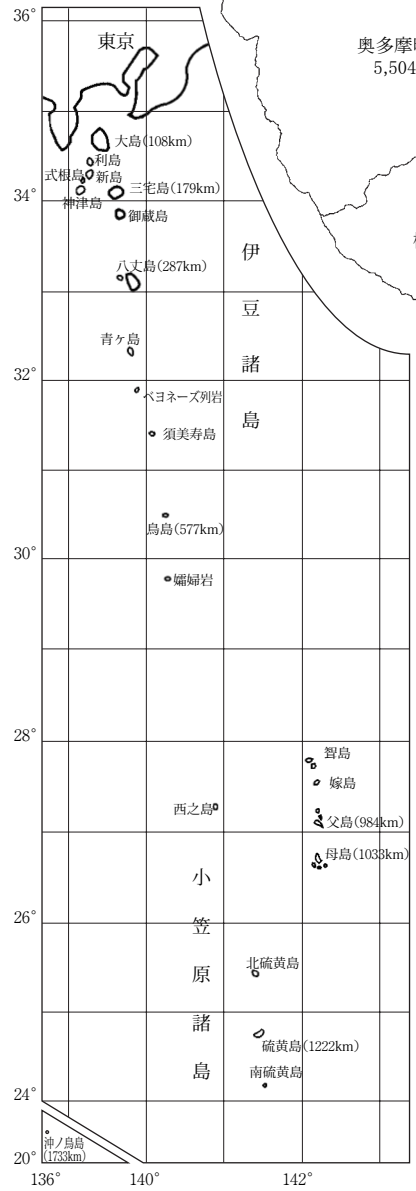 36°
東京
奥多摩
5,504
大島(108km)
利島
式根島
新島
神津島
三宅島(179km)
34°
御蔵島
伊豆諸島
八丈島(287km)
青ヶ島
32°
ベヨネーズ列岩
須美寿島
鳥島(577km)
30°
孀婦岩
28°
聟島
嫁島
西之島
父島(984km)
母島(1033km)
小笠原諸島
26°
北硫黄島
硫黄島(1222km)
南硫黄島
24°
沖ノ鳥島
(1733km)
20°
136°
140°
142°